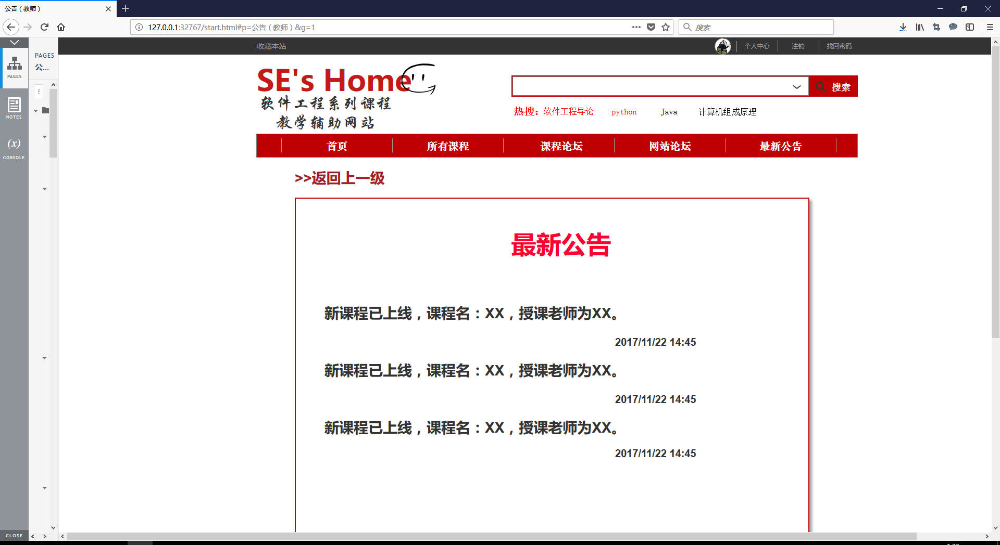 公告（教师）
127.0.0.1:32767/start.html#p=公告（教师）&g=1
搜索
PAGES
公...
PAGES
S
NOTES
(x)
CONSOLE
CLOSE
收藏本站
个人中心
注销
找回密码
SE's Home
软件工程系列课程
教学辅助网站
搜索
热搜：软件工程导论 python Java 计算机组成原理
首页 所有课程 课程论坛 网站论坛 最新公告
>>返回上一级
最新公告
新课程已上线，课程名：XX，授课老师为XX。
2017/11/22 14:45
新课程已上线，课程名：XX，授课老师为XX。
2017/11/22 14:45
新课程已上线，课程名：XX，授课老师为XX。
2017/11/22 14:45